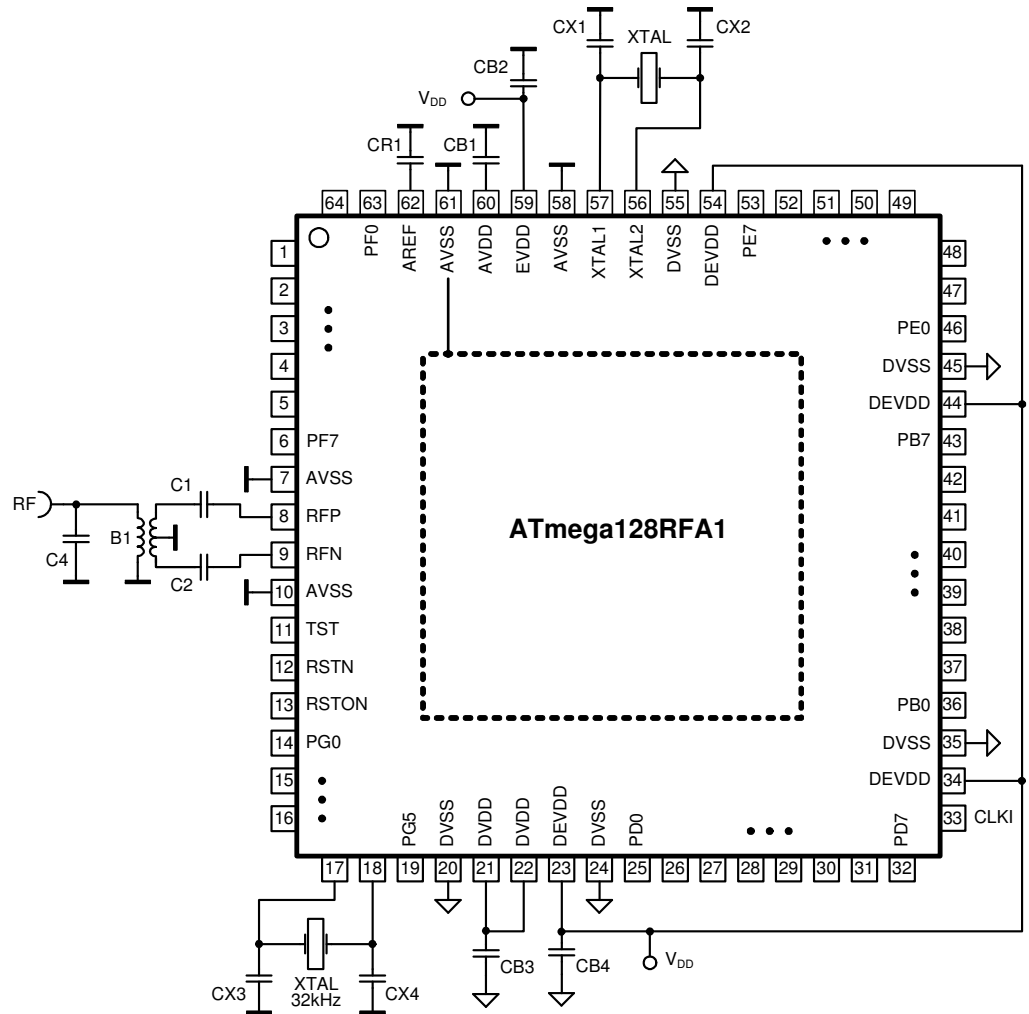 CX1
XTAL
CX2
CB2
VDD
CR1
CB1
64 63 62 61 60 59 58 57 56 55 54 53 52 51 50 49
PF0
AREF
AVSS
AVDD
EVDD
AVSS
XTAL1
XTAL2
DVSS
DEVDD
PE7
1
2
3
4
5
6 PF7
7 AVSS
8 RFP
9 RFN
10 AVSS
11 TST
12 RSTN
13 RSTON
14 PG0
15
16
RF
C4
B1
C1
C2
ATmega128RFA1
48
47
PE0 46
DVSS 45
DEVDD 44
PB7 43
42
41
40
39
38
37
PB0 36
DVSS 35
DEVDD 34
33 CLKI
PG5
DVSS
DVDD
DVDD
DEVDD
DVSS
PD0
PD7
17 18 19 20 21 22 23 24 25 26 27 28 29 30 31 32
CX3
XTAL
32kHz
CX4
CB3
CB4
VDD